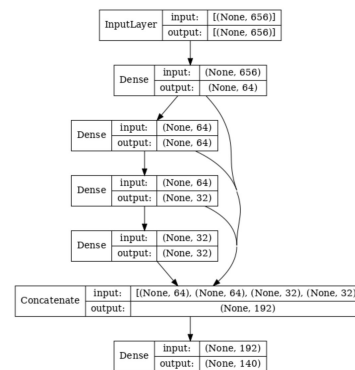 InputLayer input: [(None, 656)]
output: [(None, 656)]
Dense input: (None, 656)
output: (None, 64)
Dense input: (None, 64)
output: (None, 64)
Dense input: (None, 64)
output: (None, 32)
Dense input: (None, 32)
output: (None, 32)
Concatenate input: [(None, 64), (None, 64), (None, 32), (None, 32)]
output: (None, 192)
Dense input: (None, 192)
output: (None, 140)